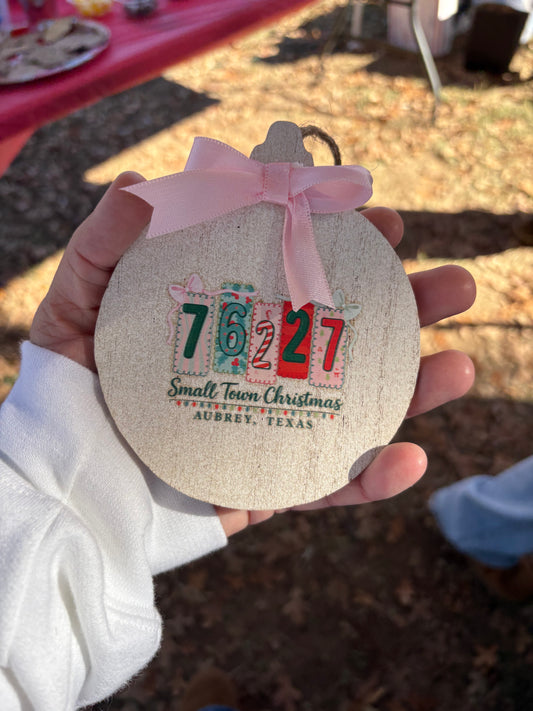 76227
Small Town Christmas
AUBREY, TEXAS